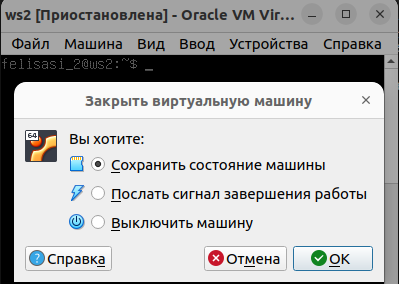 ws2 [Приостановлена] - Oracle VM Vir...
Файл Машина Вид Ввод Устройства Справка
felisasi_2@ws2:~$ _
Закрыть виртуальную машину
64
Вы хотите:
Сохранить состояние машины
Послать сигнал завершения работы
Выключить машину
Справка Отмена OK